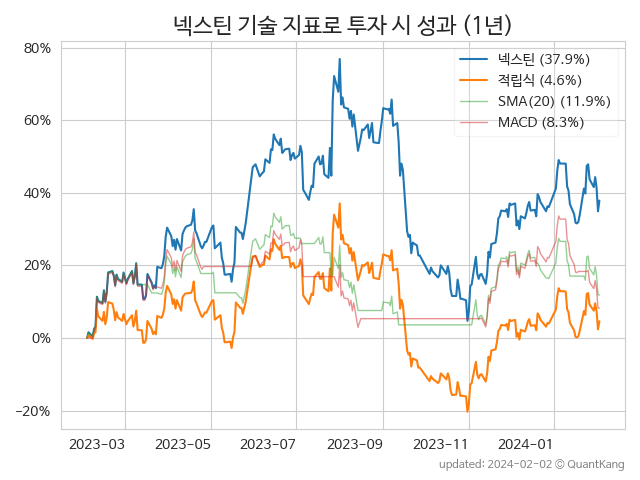 넥스틴 기술 지표로 투자 시 성과 (1년)
80%
60%
40%
20%
0%
−20%
넥스틴 (37.9%)
적립식 (4.6%)
SMA(20) (11.9%)
MACD (8.3%)
2023-03
2023-05
2023-07
2023-09
2023-11
2024-01
updated: 2024-02-02 © QuantKang